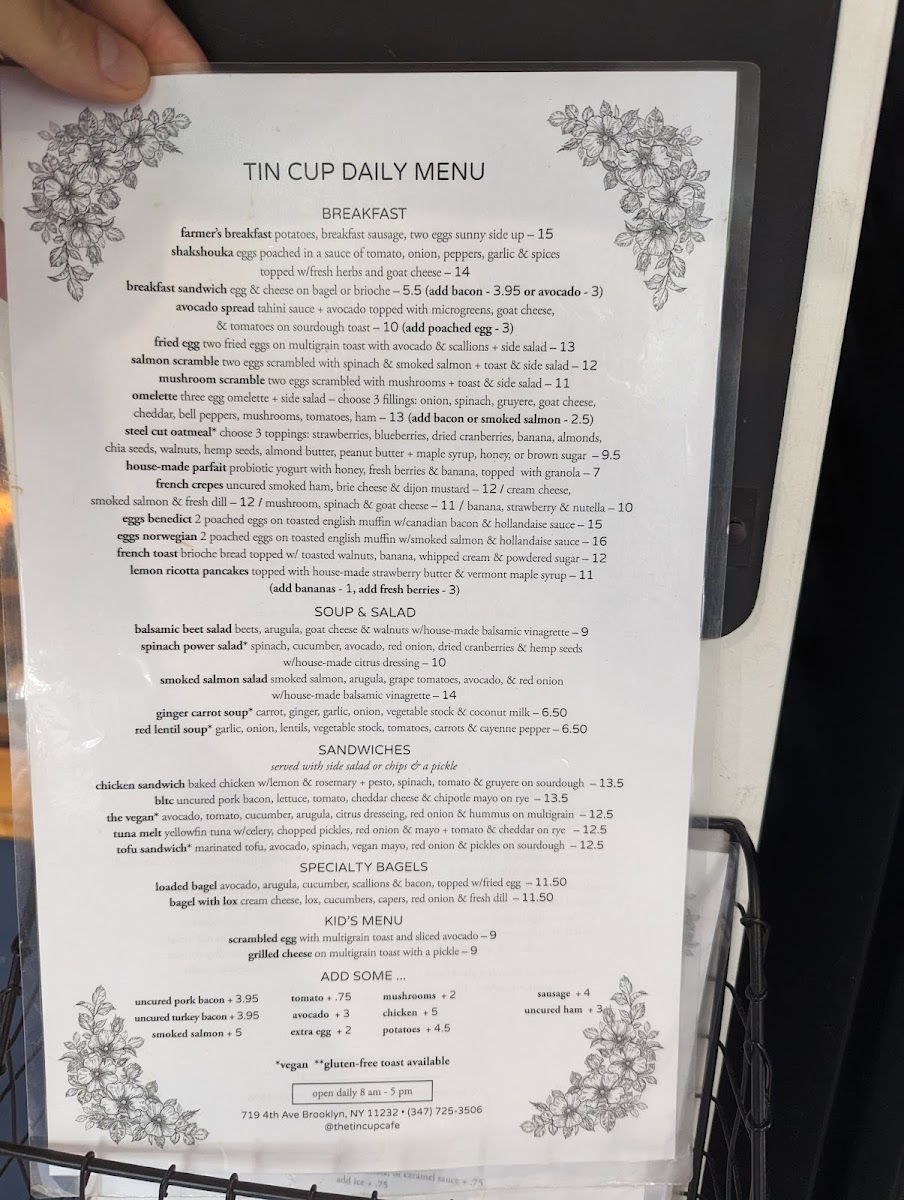 TIN CUP DAILY MENU
BREAKFAST
farmer's breakfast potatoes, breakfast sausage, two eggs sunny side up – 15
shakshouka eggs poached in a sauce of tomato, onion, peppers, garlic & spices
topped w/fresh herbs and goat cheese – 14
breakfast sandwich egg & cheese on bagel or brioche – 5.5 (add bacon - 3.95 or avocado - 3)
avocado spread tahini sauce + avocado topped with microgreens, goat cheese,
& tomatoes on sourdough toast – 10 (add poached egg - 3)
fried egg two fried eggs on multigrain toast with avocado & scallions + side salad – 13
salmon scramble two eggs scrambled with spinach & smoked salmon + toast & side salad – 12
mushroom scramble two eggs scrambled with mushrooms + toast & side salad – 11
omelette three egg omelette + side salad – choose 3 fillings: onion, spinach, gruyere, goat cheese,
cheddar, bell peppers, mushrooms, tomatoes, ham – 13 (add bacon or smoked salmon - 2.5)
steel cut oatmeal* choose 3 toppings: strawberries, blueberries, dried cranberries, banana, almonds,
chia seeds, walnuts, hemp seeds, almond butter, peanut butter + maple syrup, honey, or brown sugar – 9.5
house-made parfait probiotic yogurt with honey, fresh berries & banana, topped with granola – 7
french crepes uncured smoked ham, brie cheese & dijon mustard – 12 / cream cheese,
smoked salmon & fresh dill – 12 / mushroom, spinach & goat cheese – 11 / banana, strawberry & nutella – 10
eggs benedict 2 poached eggs on toasted english muffin w/canadian bacon & hollandaise sauce – 15
eggs norwegian 2 poached eggs on toasted english muffin w/smoked salmon & hollandaise sauce – 16
french toast brioche bread topped w/ toasted walnuts, banana, whipped cream & powdered sugar – 12
lemon ricotta pancakes topped with house-made strawberry butter & vermont maple syrup – 11
(add bananas - 1, add fresh berries - 3)
SOUP & SALAD
balsamic beet salad beets, arugula, goat cheese & walnuts w/house-made balsamic vinagrette – 9
spinach power salad* spinach, cucumber, avocado, red onion, dried cranberries & hemp seeds
w/house-made citrus dressing – 10
smoked salmon salad smoked salmon, arugula, grape tomatoes, avocado, & red onion
w/house-made balsamic vinagrette – 14
ginger carrot soup* carrot, ginger, garlic, onion, vegetable stock & coconut milk – 6.50
red lentil soup* garlic, onion, lentils, vegetable stock, tomatoes, carrots & cayenne pepper – 6.50
SANDWICHES
served with side salad or chips & a pickle
chicken sandwich baked chicken w/lemon & rosemary + pesto, spinach, tomato & gruyere on sourdough – 13.5
bltc uncured pork bacon, lettuce, tomato, cheddar cheese & chipotle mayo on rye – 13.5
the vegan* avocado, tomato, cucumber, arugula, citrus dresseing, red onion & hummus on multigrain – 12.5
tuna melt yellowfin tuna w/celery, chopped pickles, red onion & mayo + tomato & cheddar on rye – 12.5
tofu sandwich* marinated tofu, avocado, spinach, vegan mayo, red onion & pickles on sourdough – 12.5
SPECIALTY BAGELS
loaded bagel avocado, arugula, cucumber, scallions & bacon, topped w/fried egg – 11.50
bagel with lox cream cheese, lox, cucumbers, capers, red onion & fresh dill – 11.50
KID'S MENU
scrambled egg with multigrain toast and sliced avocado – 9
grilled cheese on multigrain toast with a pickle – 9
ADD SOME ...
uncured pork bacon + 3.95 tomato + .75 mushrooms + 2 sausage + 4
uncured turkey bacon + 3.95 avocado + 3 chicken + 5 uncured ham + 3
smoked salmon + 5 extra egg + 2 potatoes + 4.5
*vegan **gluten-free toast available
open daily 8 am - 5 pm
719 4th Ave Brooklyn, NY 11232 • (347) 725-3506
@thetincupcafe
or caramel sauce + .75
add ice + .75